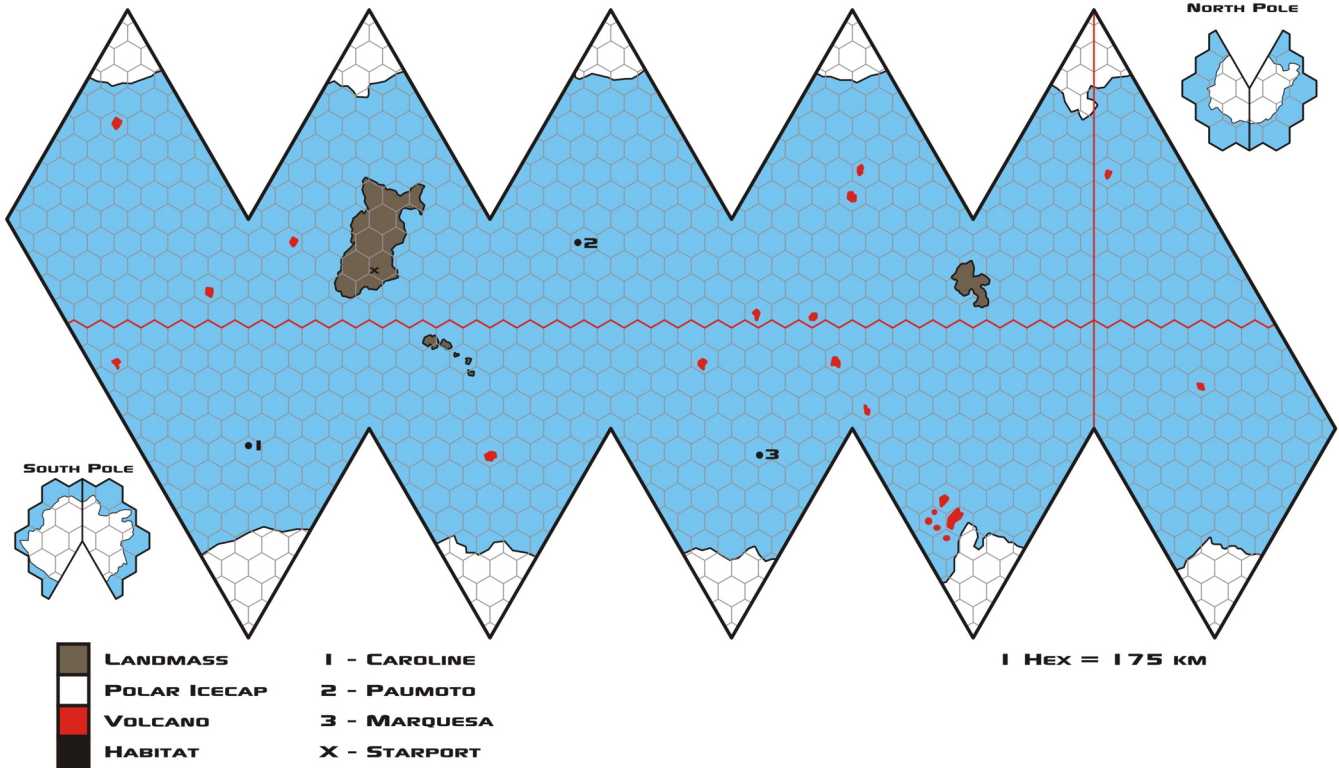 North Pole
2
1
3
South Pole
Landmass
Polar Icecap
Volcano
Habitat
1 - Caroline
2 - Paumoto
3 - Marquesa
X - Starport
1 Hex = 175 km
x